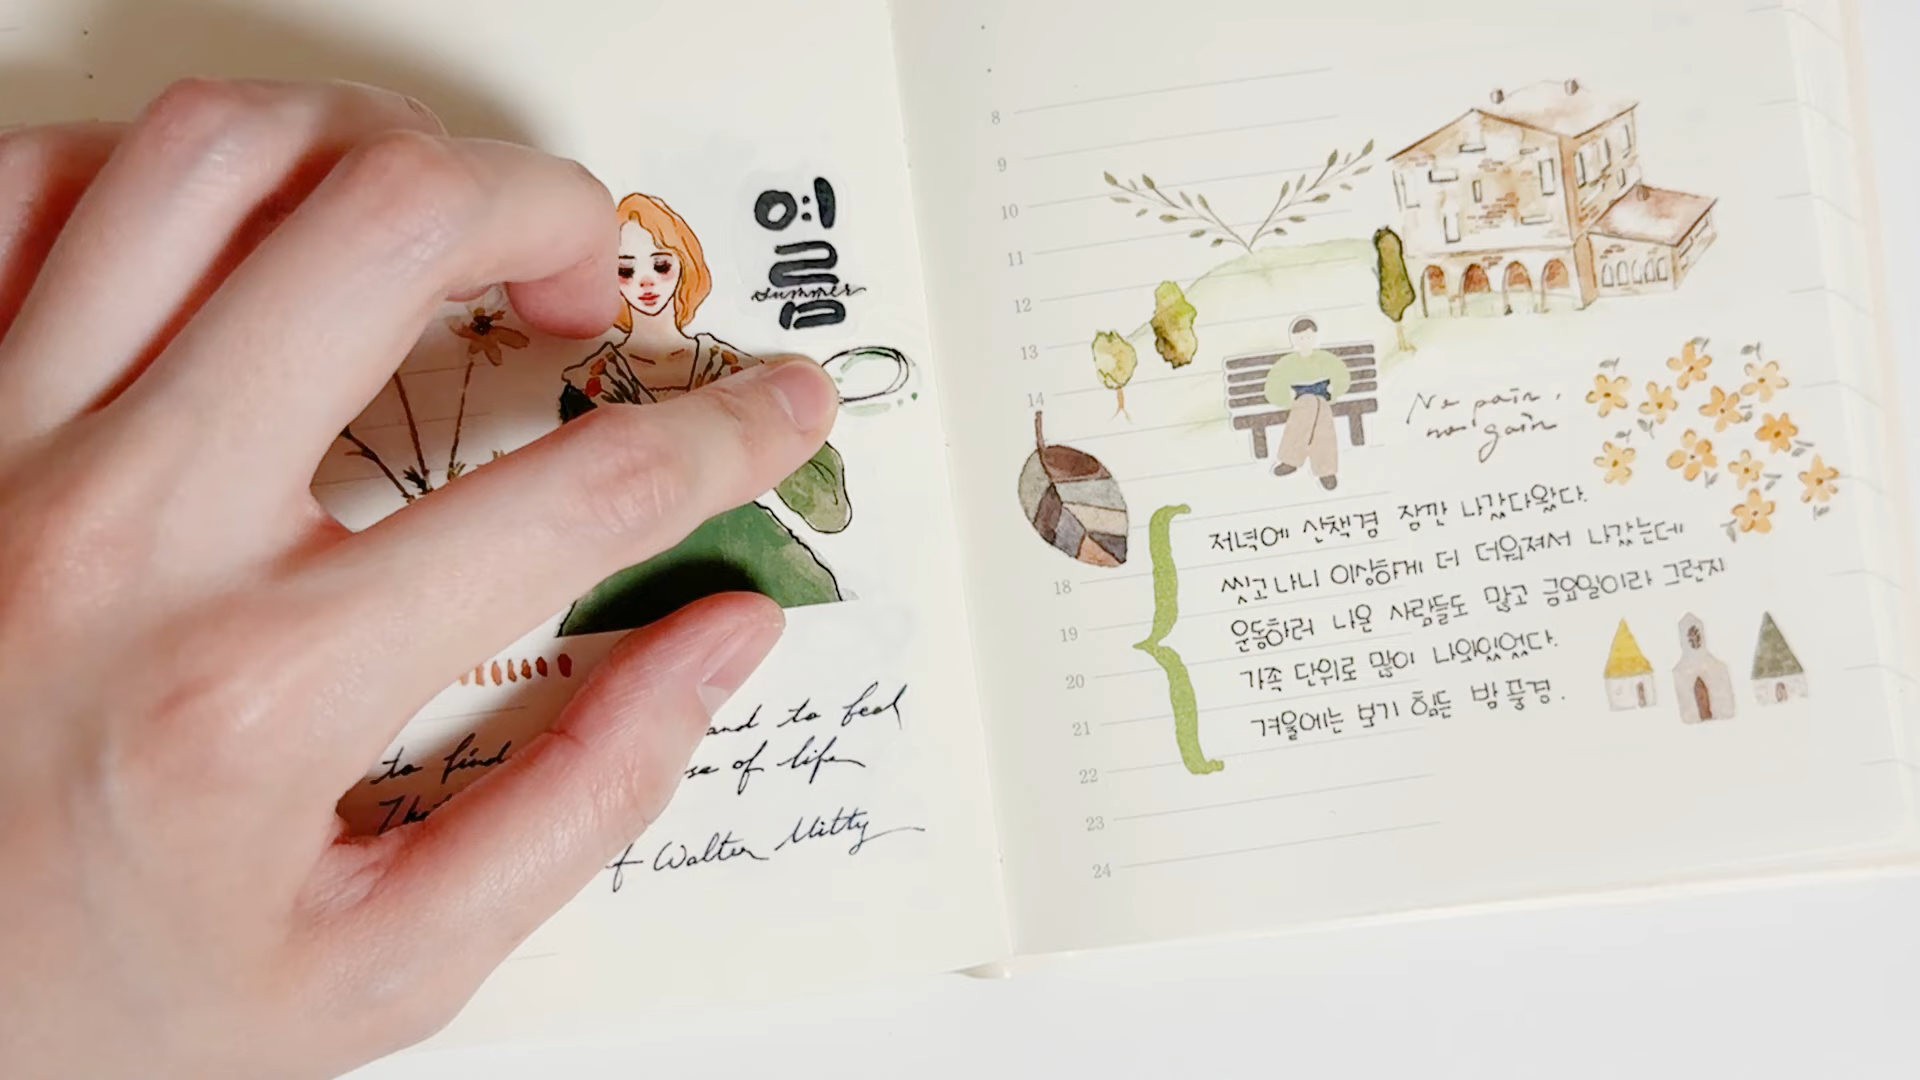 여름
summer
and to feel
to find
se of life
f Walter Mitty
8
9
10
11
12
13
14
No pain,
no gain
저녁에 산책겸 잠깐 나갔다왔다.
씻고나니 이상하게 더 더워져서 나갔는데
운동하러 나온 사람들도 많고 금요일이라 그런지
가족 단위로 많이 나와있었다.
겨울에는 보기 힘든 밤 풍경.
18
19
20
21
22
23
24